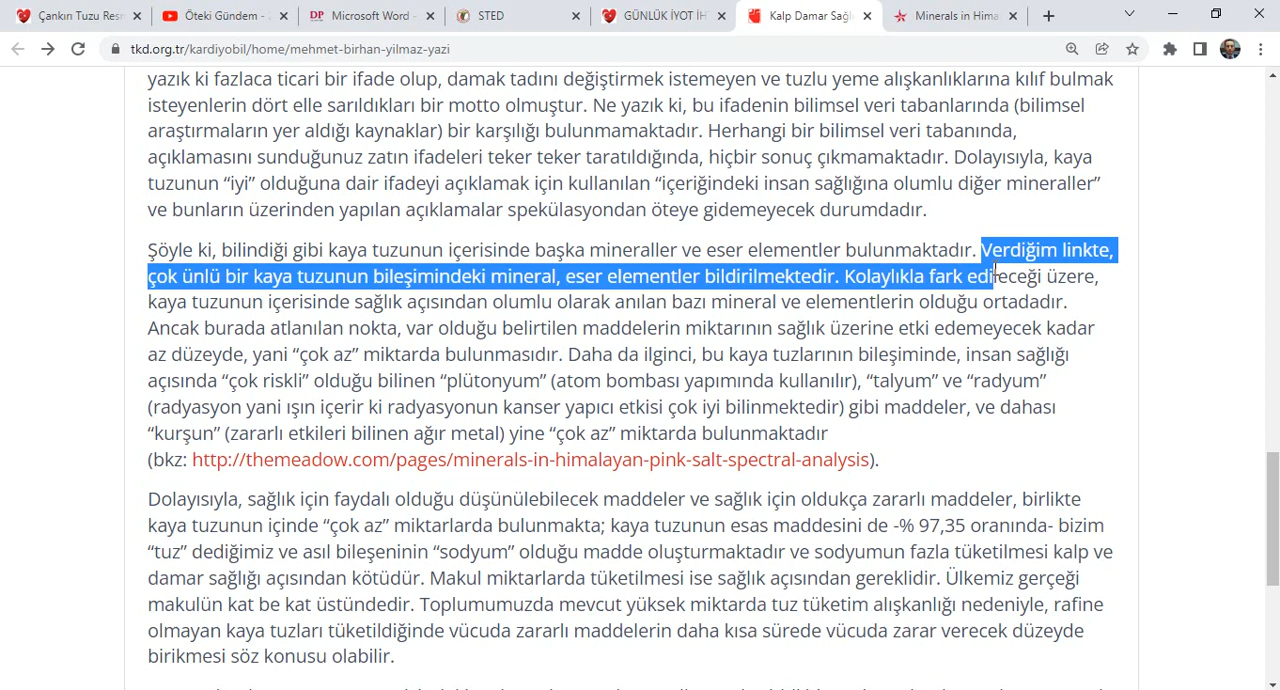 Çankırı Tuzu Resm
Öteki Gündem - 2
Microsoft Word -
STED
GÜNLÜK İYOT İH
Kalp Damar Sağl
Minerals in Hima
tkd.org.tr/kardiyobil/home/mehmet-birhan-yilmaz-yazi
yazık ki fazlaca ticari bir ifade olup, damak tadını değiştirmek istemeyen ve tuzlu yeme alışkanlıklarına kılıf bulmak
isteyenlerin dört elle sarıldıkları bir motto olmuştur. Ne yazık ki, bu ifadenin bilimsel veri tabanlarında (bilimsel
araştırmaların yer aldığı kaynaklar) bir karşılığı bulunmamaktadır. Herhangi bir bilimsel veri tabanında,
açıklamasını sunduğunuz zatın ifadeleri teker teker taratıldığında, hiçbir sonuç çıkmamaktadır. Dolayısıyla, kaya
tuzunun “iyi” olduğuna dair ifadeyi açıklamak için kullanılan “içeriğindeki insan sağlığına olumlu diğer mineraller”
ve bunların üzerinden yapılan açıklamalar spekülasyondan öteye gidemeyecek durumdadır.
Şöyle ki, bilindiği gibi kaya tuzunun içerisinde başka mineraller ve eser elementler bulunmaktadır. Verdiğim linkte,
çok ünlü bir kaya tuzunun bileşimindeki mineral, eser elementler bildirilmektedir. Kolaylıkla fark edileceği üzere,
kaya tuzunun içerisinde sağlık açısından olumlu olarak anılan bazı mineral ve elementlerin olduğu ortadadır.
Ancak burada atlanılan nokta, var olduğu belirtilen maddelerin miktarının sağlık üzerine etki edemeyecek kadar
az düzeyde, yani “çok az” miktarda bulunmasıdır. Daha da ilginci, bu kaya tuzlarının bileşiminde, insan sağlığı
açısında “çok riskli” olduğu bilinen “plütonyum” (atom bombası yapımında kullanılır), “talyum” ve “radyum”
(radyasyon yani ışın içerir ki radyasyonun kanser yapıcı etkisi çok iyi bilinmektedir) gibi maddeler, ve dahası
“kurşun” (zararlı etkileri bilinen ağır metal) yine “çok az” miktarda bulunmaktadır
(bkz: http://themeadow.com/pages/minerals-in-himalayan-pink-salt-spectral-analysis).
Dolayısıyla, sağlık için faydalı olduğu düşünülebilecek maddeler ve sağlık için oldukça zararlı maddeler, birlikte
kaya tuzunun içinde “çok az” miktarlarda bulunmakta; kaya tuzunun esas maddesini de -% 97,35 oranında- bizim
“tuz” dediğimiz ve asıl bileşeninin “sodyum” olduğu madde oluşturmaktadır ve sodyumun fazla tüketilmesi kalp ve
damar sağlığı açısından kötüdür. Makul miktarlarda tüketilmesi ise sağlık açısından gereklidir. Ülkemiz gerçeği
makulün kat be kat üstündedir. Toplumumuzda mevcut yüksek miktarda tuz tüketim alışkanlığı nedeniyle, rafine
olmayan kaya tuzları tüketildiğinde vücuda zararlı maddelerin daha kısa sürede vücuda zarar verecek düzeyde
birikmesi söz konusu olabilir.